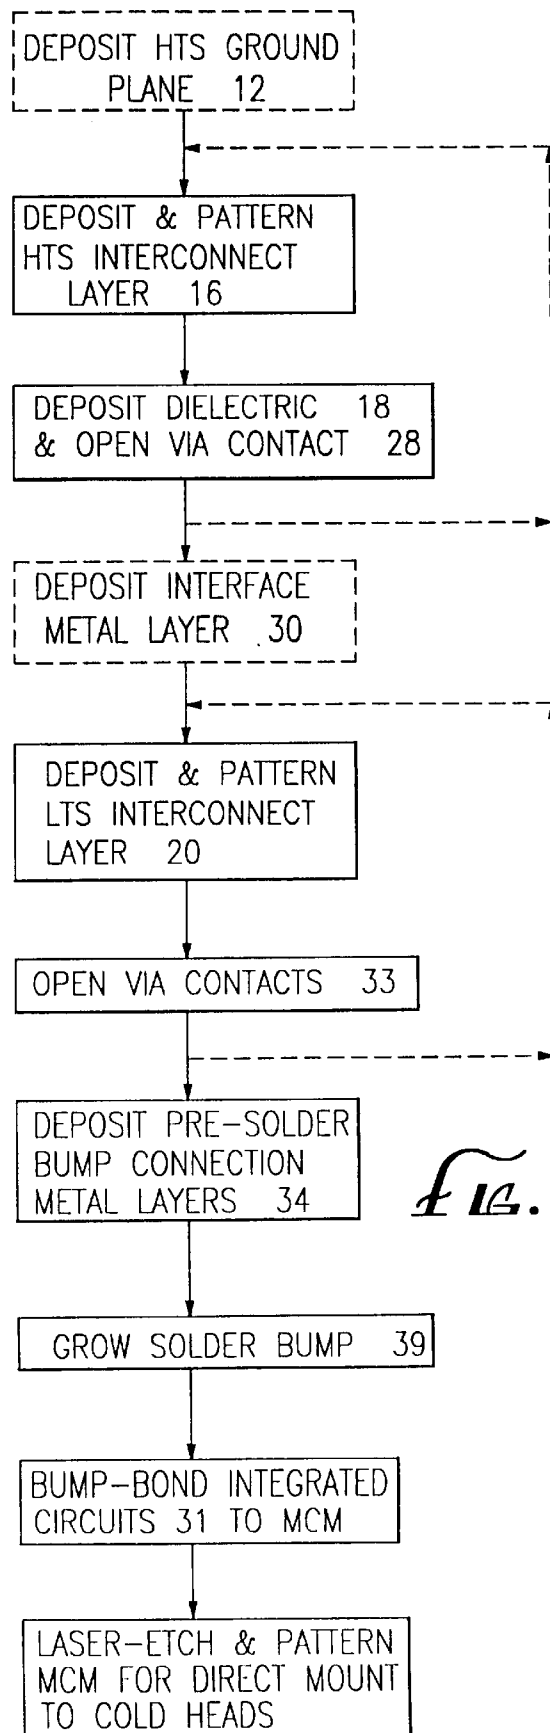 DEPOSIT HTS GROUND
PLANE 12
DEPOSIT & PATTERN
HTS INTERCONNECT
LAYER 16
DEPOSIT DIELECTRIC 18
& OPEN VIA CONTACT 28
DEPOSIT INTERFACE
METAL LAYER 30
DEPOSIT & PATTERN
LTS INTERCONNECT
LAYER 20
OPEN VIA CONTACTS 33
DEPOSIT PRE-SOLDER
BUMP CONNECTION
METAL LAYERS 34
FIG.
GROW SOLDER BUMP 39
BUMP-BOND INTEGRATED
CIRCUITS 31 TO MCM
LASER-ETCH & PATTERN
MCM FOR DIRECT MOUNT
TO COLD HEADS